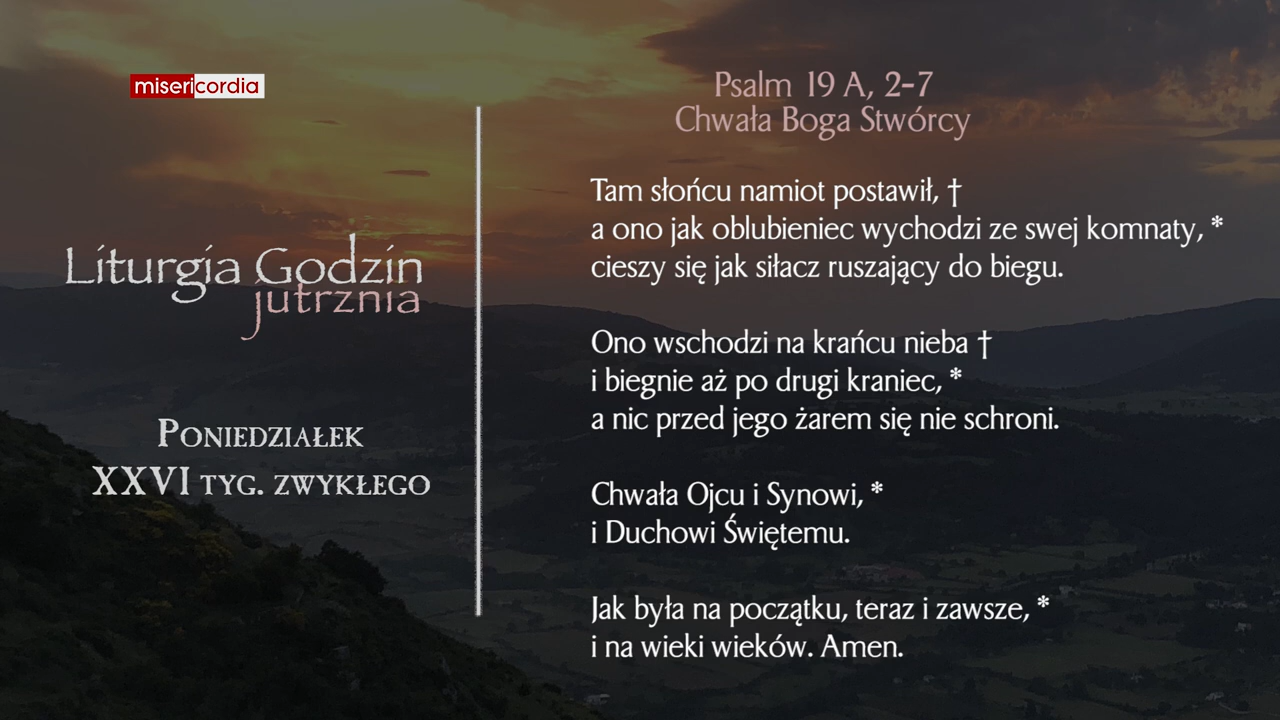 misericordia
Liturgia Godzin
jutrznia
Poniedziałek
XXVI tyg. zwykłego
Psalm 19 A, 2-7
Chwała Boga Stwórcy
Tam słońcu namiot postawił, †
a ono jak oblubieniec wychodzi ze swej komnaty, *
cieszy się jak siłacz ruszający do biegu.
Ono wschodzi na krańcu nieba †
i biegnie aż po drugi kraniec, *
a nic przed jego żarem się nie schroni.
Chwała Ojcu i Synowi, *
i Duchowi Świętemu.
Jak była na początku, teraz i zawsze, *
i na wieki wieków. Amen.